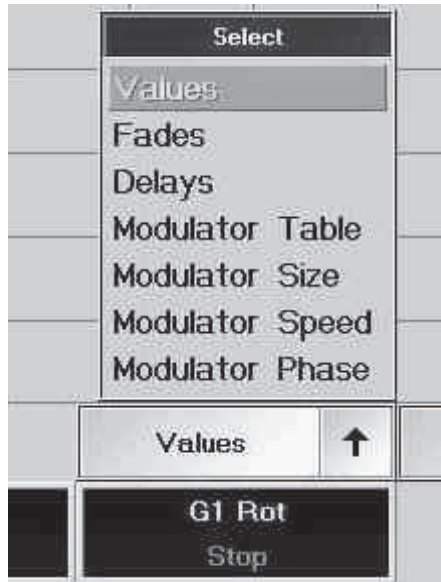 Select
Values
Fades
Delays
Modulator Table
Modulator Size
Modulator Speed
Modulator Phase
Values
G1 Rot
Stop